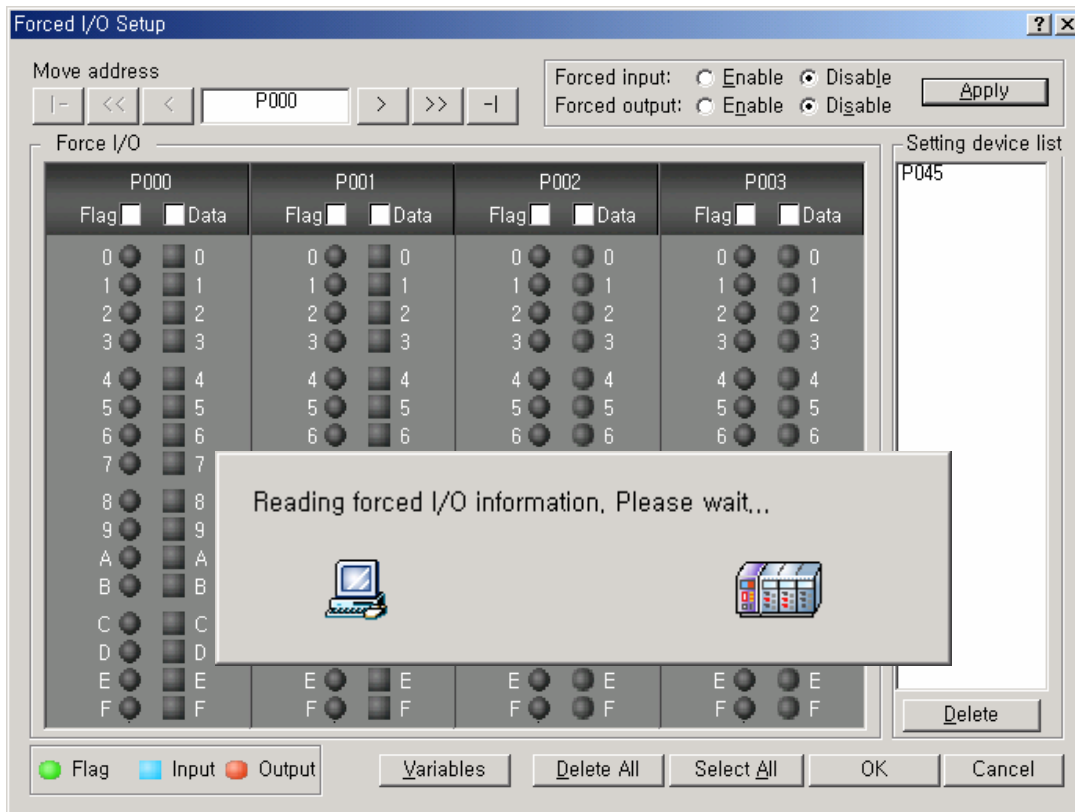 Forced I/O Setup
Move address
|- << < P000 > >> -|
Forced input: Enable Disable
Forced output: Enable Disable
Apply
Force I/O
Setting device list
P000 P001 P002 P003
Flag Data Flag Data Flag Data Flag Data
P045
0 0 0 0 0 0 0 0
1 1 1 1 1 1 1 1
2 2 2 2 2 2 2 2
3 3 3 3 3 3 3 3
4 4 4 4 4 4 4 4
5 5 5 5 5 5 5 5
6 6 6 6 6 6 6 6
7 7
8 8
9 9
A A
B B
C C
D D
E E E E E E E E
F F F F F F F F
Reading forced I/O information, Please wait...
Delete
Flag Input Output
Variables Delete All Select All OK Cancel